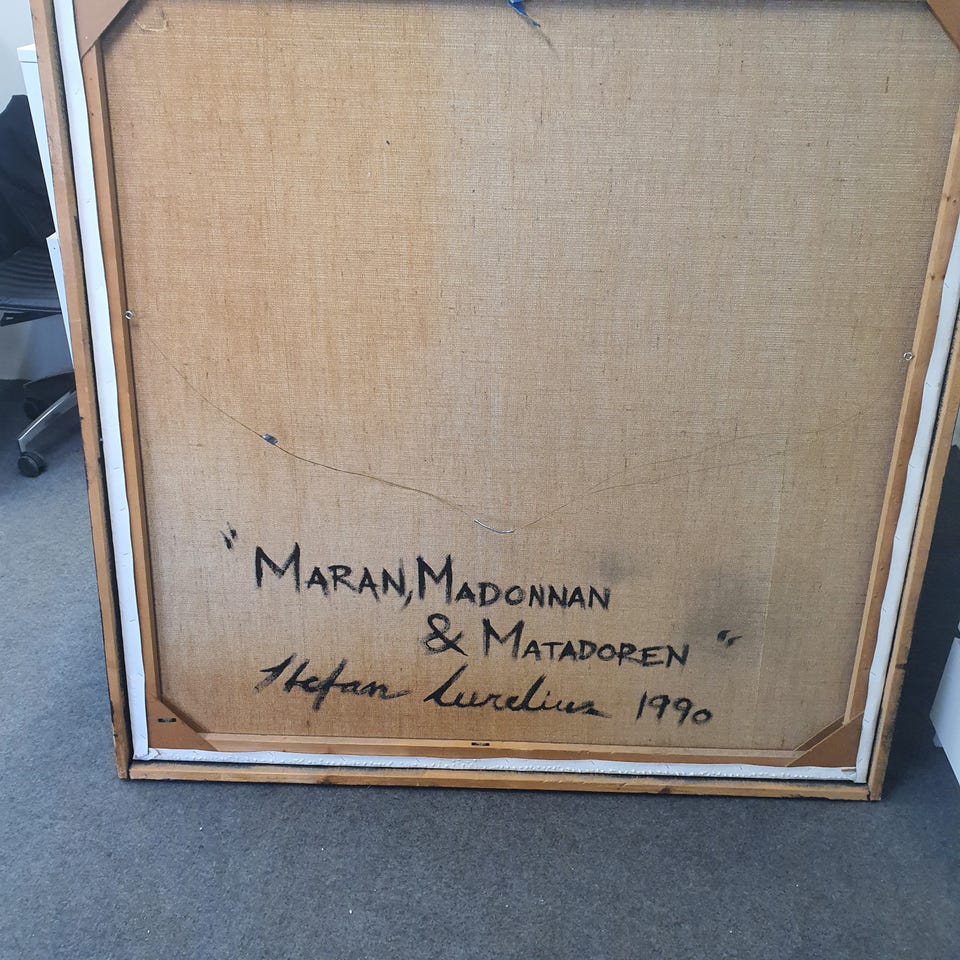 "MARAN, MADONNAN
& MATADOREN"
Stefan Aurelius 1990